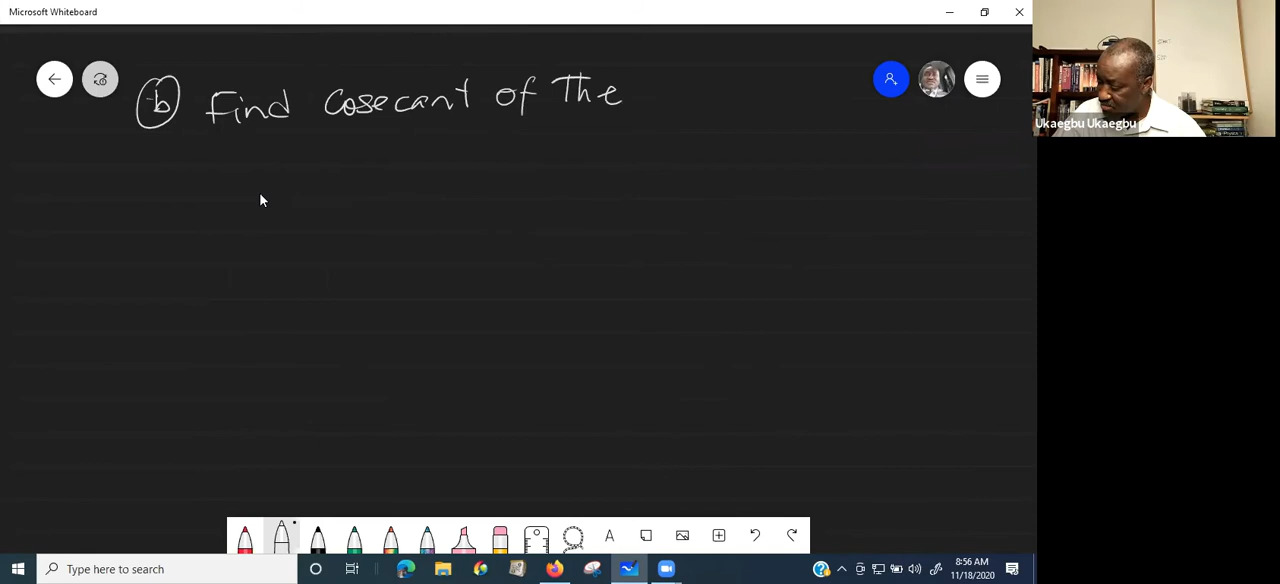 Microsoft Whiteboard
(b) Find cosecant of The
Ukaegbu Ukaegbu
A
Type here to search
8:56 AM
11/18/2020